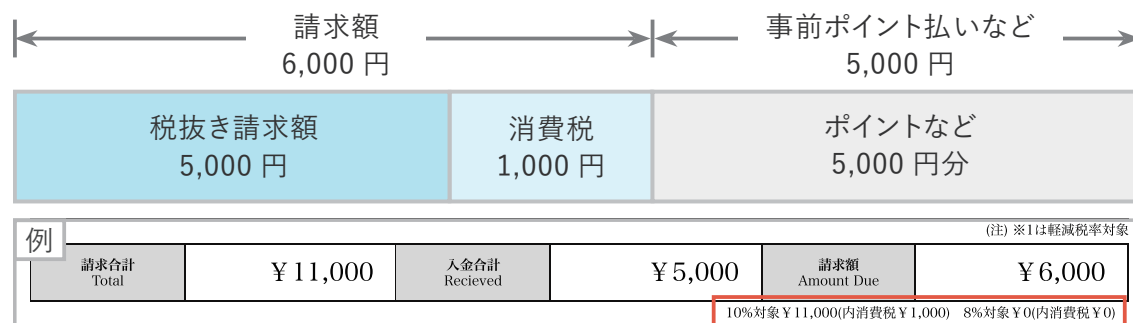 請求額
6,000 円
事前ポイント払いなど
5,000 円
税抜き請求額
5,000 円
消費税
1,000 円
ポイントなど
5,000 円分
例
(注) ※1は軽減税率対象
請求合計
Total
¥11,000
入金合計
Recieved
¥5,000
請求額
Amount Due
¥6,000
10%対象¥11,000(内消費税¥1,000) 8%対象¥0(内消費税¥0)